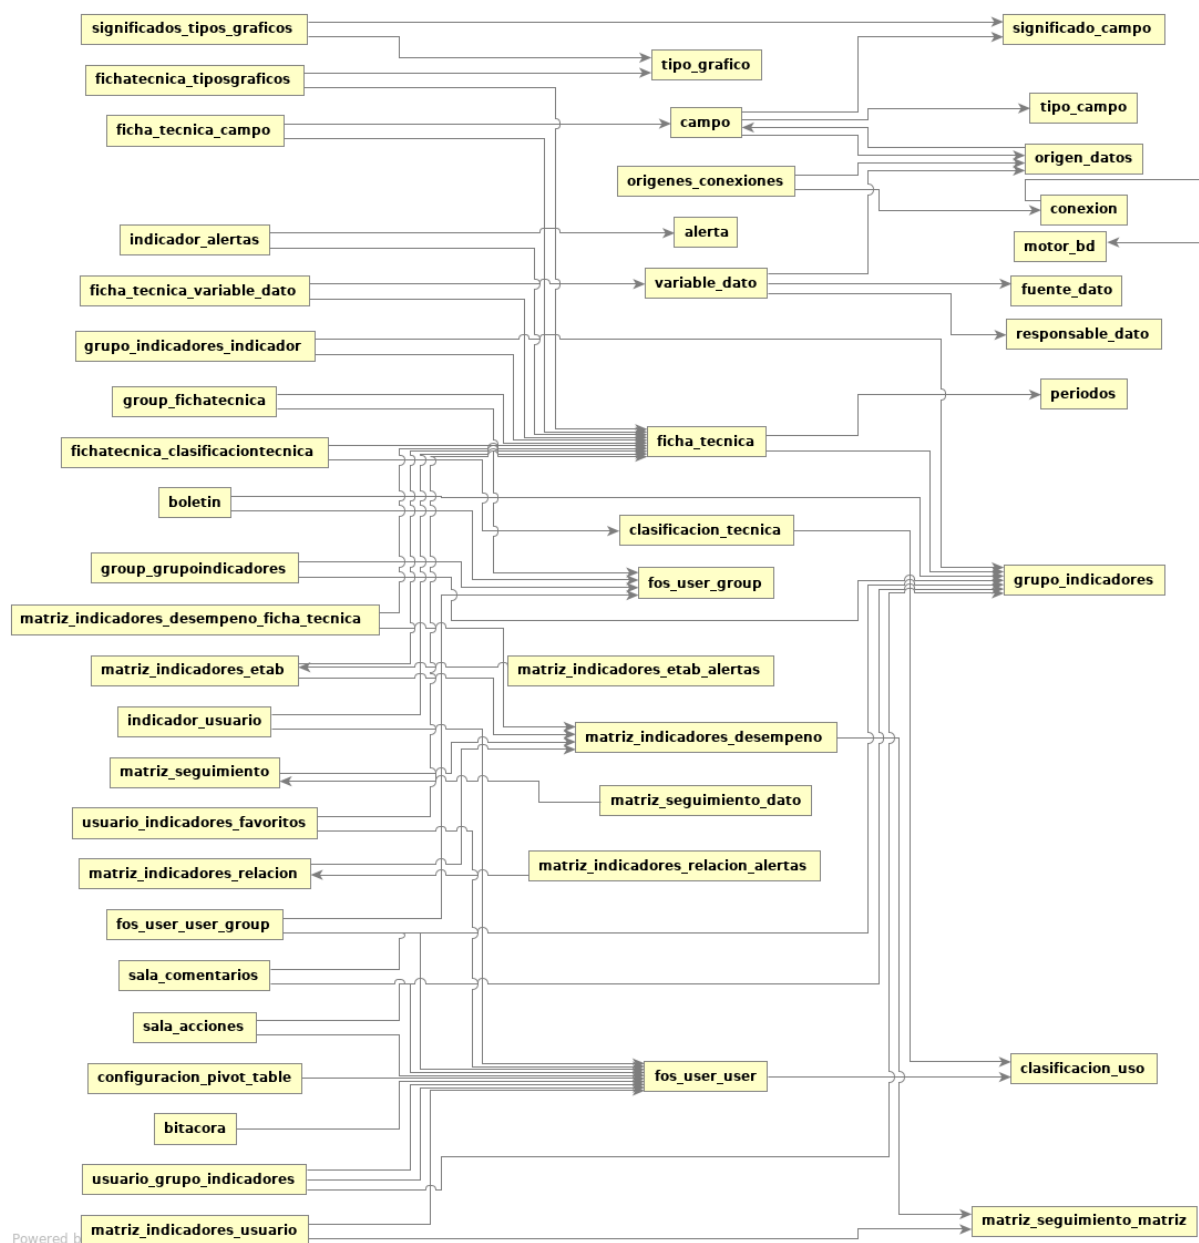 significados_tipos_graficos
significado_campo
tipo_grafico
fichatecnica_tiposgraficos
tipo_campo
campo
ficha_tecnica_campo
origen_datos
origenes_conexiones
conexion
alerta
indicador_alertas
motor_bd
variable_dato
ficha_tecnica_variable_dato
fuente_dato
responsable_dato
grupo_indicadores_indicador
periodos
group_fichatecnica
ficha_tecnica
fichatecnica_clasificaciontecnica
boletin
clasificacion_tecnica
group_grupoindicadores
grupo_indicadores
fos_user_group
matriz_indicadores_desempeno_ficha_tecnica
matriz_indicadores_etab
matriz_indicadores_etab_alertas
indicador_usuario
matriz_indicadores_desempeno
matriz_seguimiento
matriz_seguimiento_dato
usuario_indicadores_favoritos
matriz_indicadores_relacion_alertas
matriz_indicadores_relacion
fos_user_user_group
sala_comentarios
sala_acciones
clasificacion_uso
configuracion_pivot_table
fos_user_user
bitacora
usuario_grupo_indicadores
matriz_seguimiento_matriz
matriz_indicadores_usuario
Powered